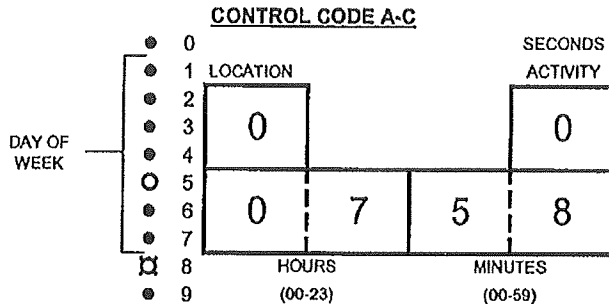 CONTROL CODE A-C
0 SECONDS
1 LOCATION ACTIVITY
2
3 0 0
4
DAY OF
WEEK
5
6 0 7 5 8
7
8 HOURS MINUTES
9 (00-23) (00-59)